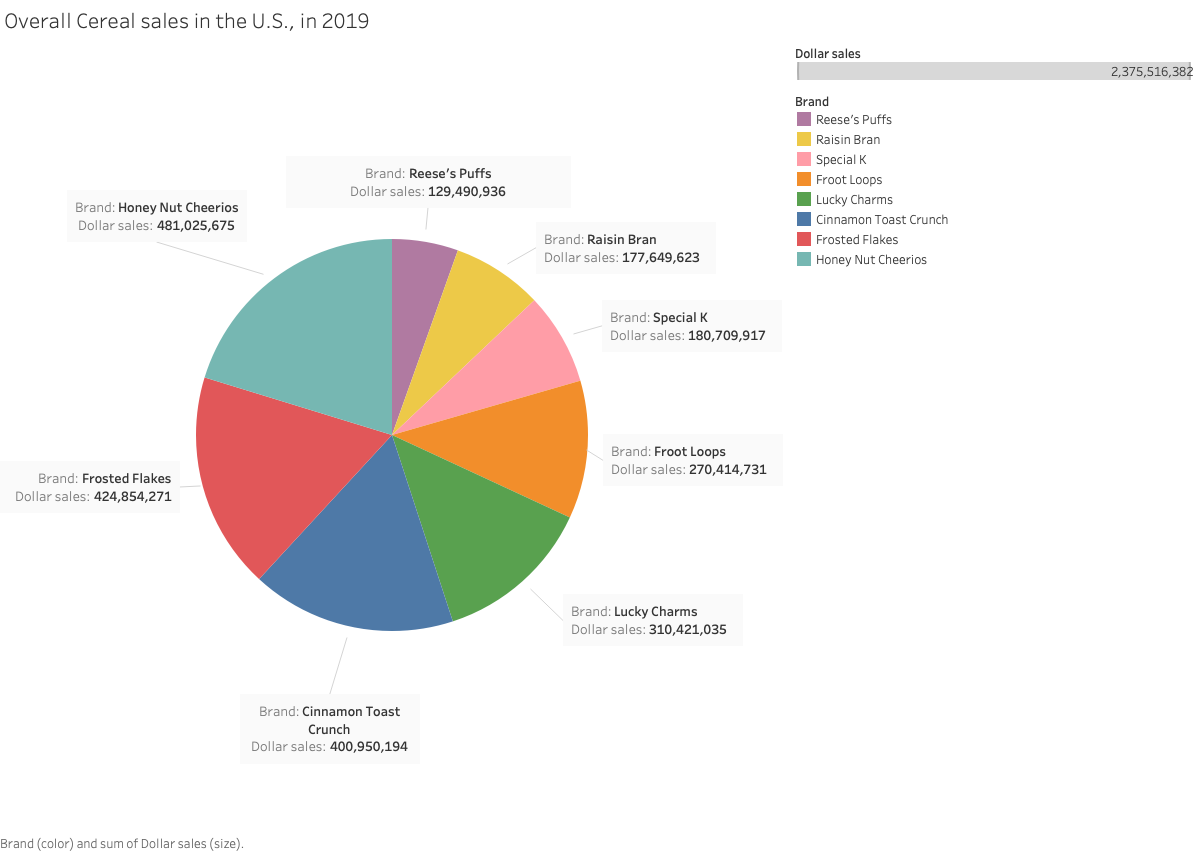 Overall Cereal sales in the U.S., in 2019
Dollar sales
2,375,516,382
Brand
Reese's Puffs
Raisin Bran
Special K
Froot Loops
Lucky Charms
Cinnamon Toast Crunch
Frosted Flakes
Honey Nut Cheerios
Brand: Reese's Puffs
Dollar sales: 129,490,936
Brand: Honey Nut Cheerios
Dollar sales: 481,025,675
Brand: Raisin Bran
Dollar sales: 177,649,623
Brand: Special K
Dollar sales: 180,709,917
Brand: Froot Loops
Dollar sales: 270,414,731
Brand: Frosted Flakes
Dollar sales: 424,854,271
Brand: Lucky Charms
Dollar sales: 310,421,035
Brand: Cinnamon Toast
Crunch
Dollar sales: 400,950,194
Brand (color) and sum of Dollar sales (size).